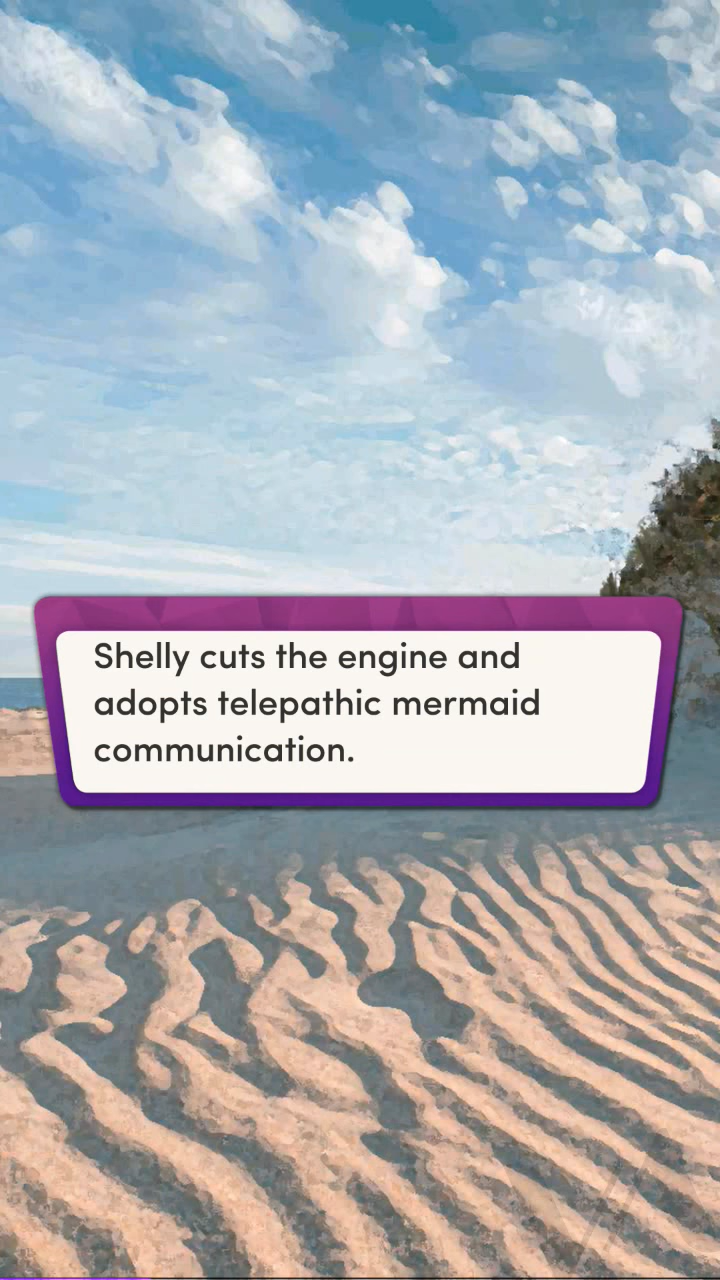 Shelly cuts the engine and
adopts telepathic mermaid
communication.